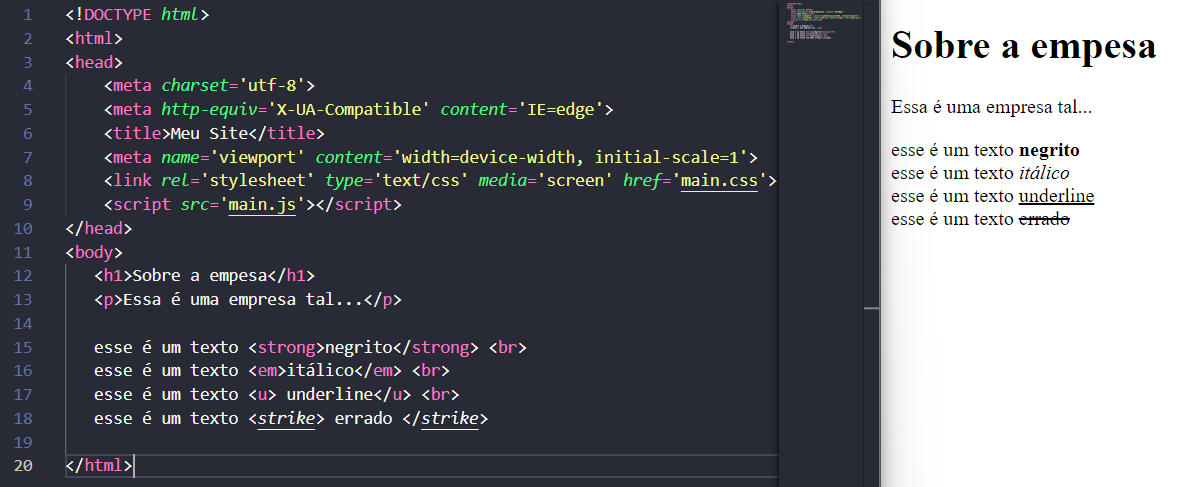 1 <!DOCTYPE html>
2 <html>
3 <head>
4 <meta charset='utf-8'>
5 <meta http-equiv='X-UA-Compatible' content='IE=edge'>
6 <title>Meu Site</title>
7 <meta name='viewport' content='width=device-width, initial-scale=1'>
8 <link rel='stylesheet' type='text/css' media='screen' href='main.css'>
9 <script src='main.js'></script>
10 </head>
11 <body>
12 <h1>Sobre a empesa</h1>
13 <p>Essa é uma empresa tal...</p>
14
15 esse é um texto <strong>negrito</strong> <br>
16 esse é um texto <em>itálico</em> <br>
17 esse é um texto <u> underline</u> <br>
18 esse é um texto <strike> errado </strike>
19
20 </html>
Sobre a empesa
Essa é uma empresa tal...
esse é um texto negrito
esse é um texto itálico
esse é um texto underline
esse é um texto errado